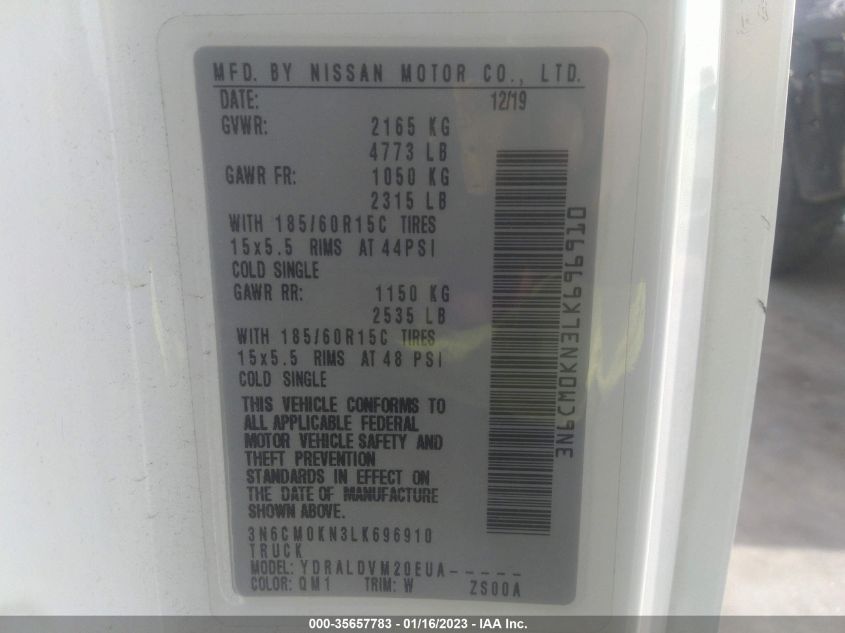 MFD. BY NISSAN MOTOR CO., LTD.
DATE: 12/19
GVWR: 2165 KG
4773 LB
GAWR FR: 1050 KG
2315 LB
WITH 185/60R15C TIRES
15x5.5 RIMS AT 44PSI
COLD SINGLE
GAWR RR: 1150 KG
2535 LB
WITH 185/60R15C TIRES
15x5.5 RIMS AT 48 PSI
COLD SINGLE
THIS VEHICLE CONFORMS TO
ALL APPLICABLE FEDERAL
MOTOR VEHICLE SAFETY AND
THEFT PREVENTION
STANDARDS IN EFFECT ON
THE DATE OF MANUFACTURE
SHOWN ABOVE.
3N6CM0KN3LK696910
TRUCK
MODEL: YDRALDVM20EUA-----
COLOR: QM1 TRIM: W ZS00A
3N6CM0KN3LK696910
000-35657783 - 01/16/2023 - IAA Inc.